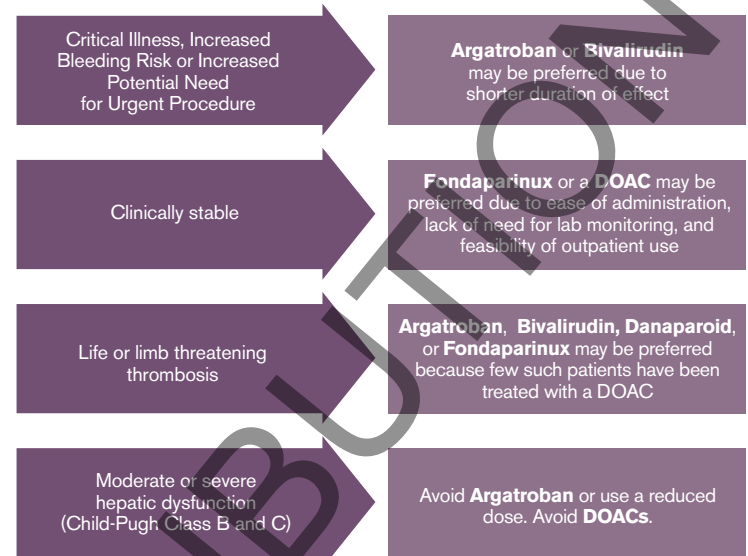 Critical Illness, Increased
Bleeding Risk or Increased
Potential Need
for Urgent Procedure
Argatroban or Bivalirudin
may be preferred due to
shorter duration of effect
Clinically stable
Fondaparinux or a DOAC may be
preferred due to ease of administration,
lack of need for lab monitoring, and
feasibility of outpatient use
Life or limb threatening
thrombosis
Argatroban, Bivalirudin, Danaparoid,
or Fondaparinux may be preferred
because few such patients have been
treated with a DOAC
Moderate or severe
hepatic dysfunction
(Child-Pugh Class B and C)
Avoid Argatroban or use a reduced
dose. Avoid DOACs.